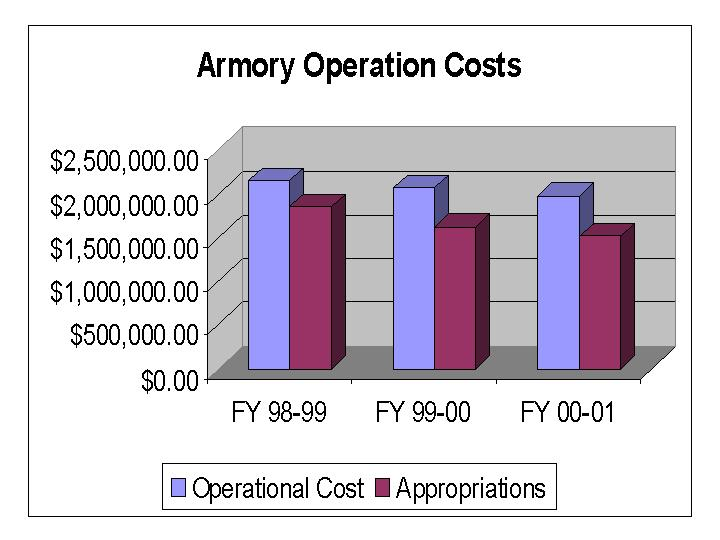 Armory Operation Costs
$2,500,000.00
$2,000,000.00
$1,500,000.00
$1,000,000.00
$500,000.00
$0.00
FY 98-99 FY 99-00 FY 00-01
Operational Cost Appropriations